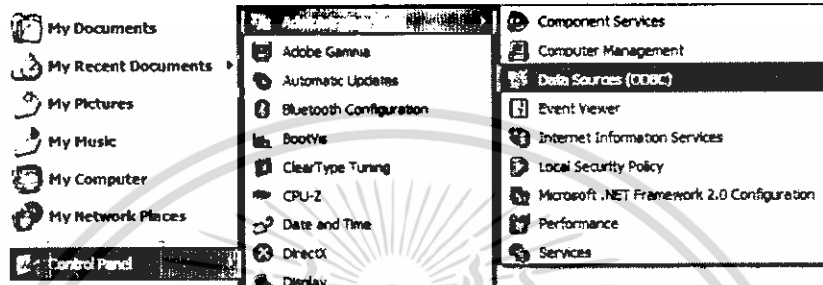 My Documents
My Recent Documents
My Pictures
My Music
My Computer
My Network Places
Control Panel
Adobe Gamma
Automatic Updates
Bluetooth Configuration
BootVis
ClearType Tuning
CPU-Z
Date and Time
DirectX
Display
Component Services
Computer Management
Data Sources (ODBC)
Event Viewer
Internet Information Services
Local Security Policy
Microsoft .NET Framework 2.0 Configuration
Performance
Services